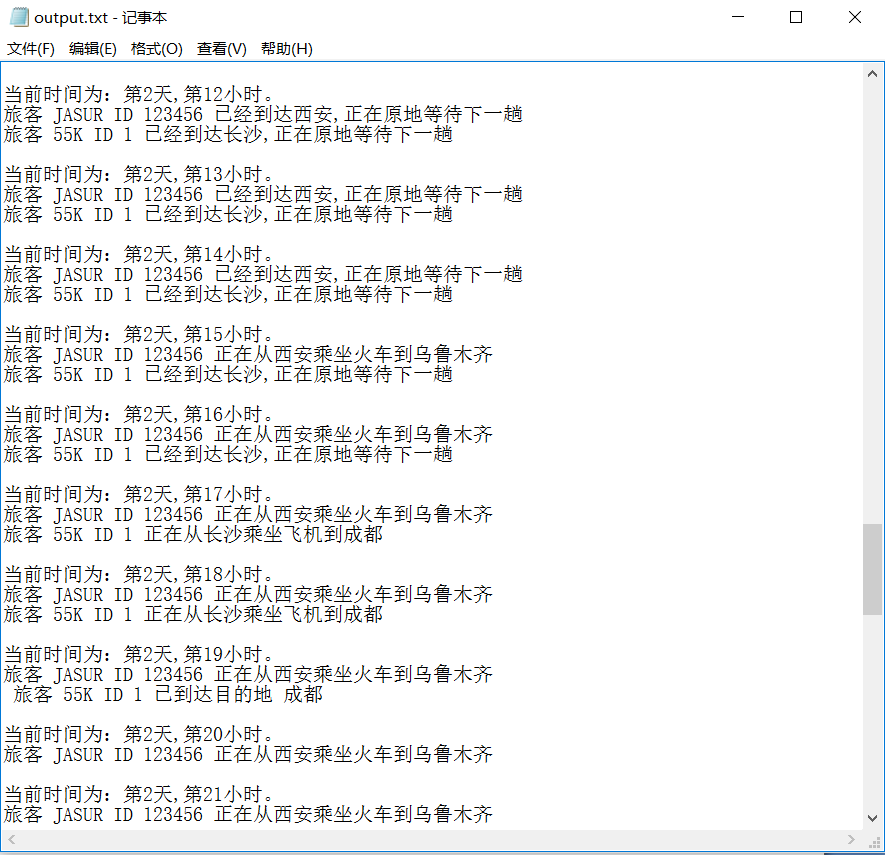 output.txt - 记事本
文件(F) 编辑(E) 格式(O) 查看(V) 帮助(H)
当前时间为: 第2天,第12小时。
旅客 JASUR ID 123456 已经到达西安,正在原地等待下一趟
旅客 55K ID 1 已经到达长沙,正在原地等待下一趟
当前时间为: 第2天,第13小时。
旅客 JASUR ID 123456 已经到达西安,正在原地等待下一趟
旅客 55K ID 1 已经到达长沙,正在原地等待下一趟
当前时间为: 第2天,第14小时。
旅客 JASUR ID 123456 已经到达西安,正在原地等待下一趟
旅客 55K ID 1 已经到达长沙,正在原地等待下一趟
当前时间为: 第2天,第15小时。
旅客 JASUR ID 123456 正在从西安乘坐火车到乌鲁木齐
旅客 55K ID 1 已经到达长沙,正在原地等待下一趟
当前时间为: 第2天,第16小时。
旅客 JASUR ID 123456 正在从西安乘坐火车到乌鲁木齐
旅客 55K ID 1 已经到达长沙,正在原地等待下一趟
当前时间为: 第2天,第17小时。
旅客 JASUR ID 123456 正在从西安乘坐火车到乌鲁木齐
旅客 55K ID 1 正在从长沙乘坐飞机到成都
当前时间为: 第2天,第18小时。
旅客 JASUR ID 123456 正在从西安乘坐火车到乌鲁木齐
旅客 55K ID 1 正在从长沙乘坐飞机到成都
当前时间为: 第2天,第19小时。
旅客 JASUR ID 123456 正在从西安乘坐火车到乌鲁木齐
旅客 55K ID 1 已到达目的地 成都
当前时间为: 第2天,第20小时。
旅客 JASUR ID 123456 正在从西安乘坐火车到乌鲁木齐
当前时间为: 第2天,第21小时。
旅客 JASUR ID 123456 正在从西安乘坐火车到乌鲁木齐